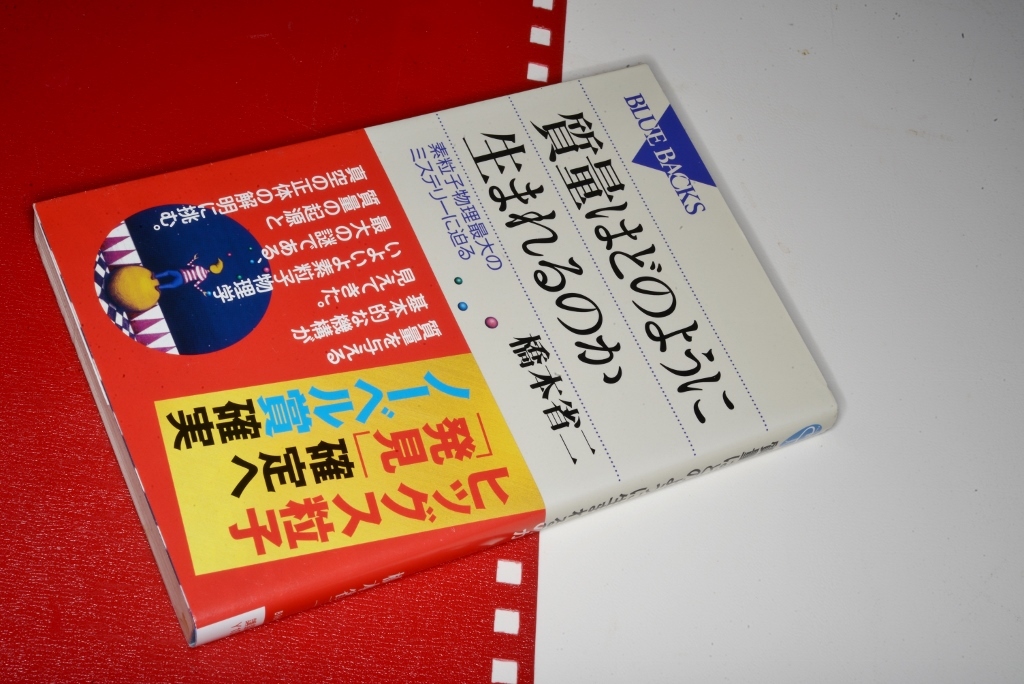 BLUE BACKS
質量はどのように
生まれるのか
素粒子物理最大の
ミステリーに迫る
橋本省二
ヒッグス粒子
「発見」確定へ
ノーベル賞確実
質量を与える
基本的な機構が
見えてきた。
いよいよ素粒子物理学
最大の謎である、
質量の起源と
真空の正体の解明に挑む。